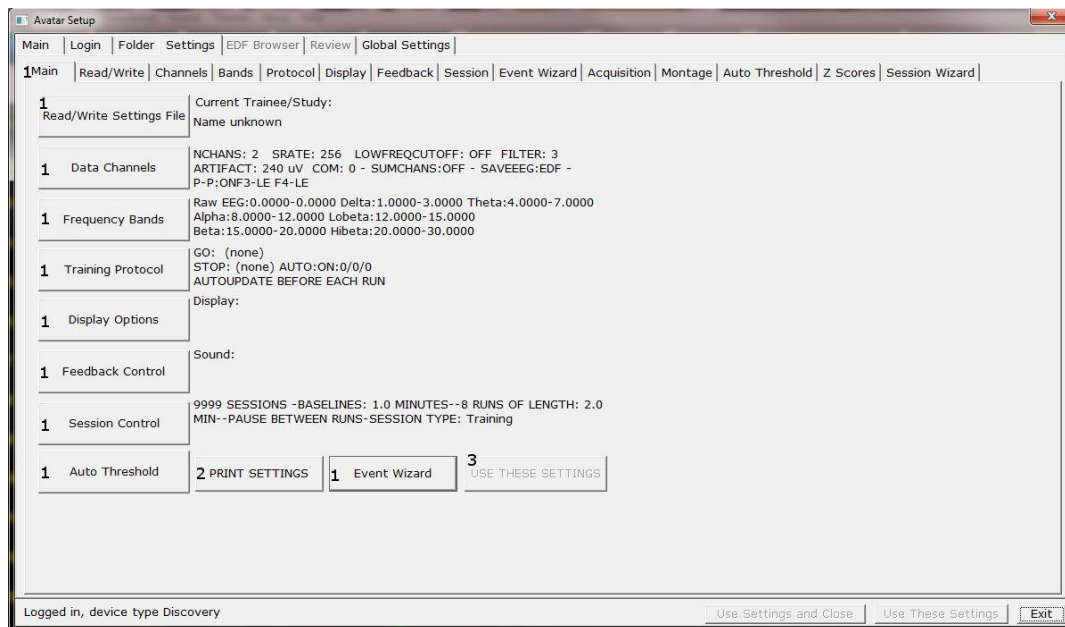 Avatar Setup
Main Login Folder Settings EDF Browser Review Global Settings
1Main Read/Write Channels Bands Protocol Display Feedback Session Event Wizard Acquisition Montage Auto Threshold Z Scores Session Wizard
1 Read/Write Settings File
Current Trainee/Study:
Name unknown
1 Data Channels
NCHANS: 2 SRATE: 256 LOWFREQCUTOFF: OFF FILTER: 3
ARTIFACT: 240 uV COM: 0 - SUMCHANS:OFF - SAVEEEG:EDF -
P-P:ONF3-LE F4-LE
1 Frequency Bands
Raw EEG:0.0000-0.0000 Delta:1.0000-3.0000 Theta:4.0000-7.0000
Alpha:8.0000-12.0000 Lobeta:12.0000-15.0000
Beta:15.0000-20.0000 Hibeta:20.0000-30.0000
1 Training Protocol
GO: (none)
STOP: (none) AUTO:ON:0/0/0
AUTOUPDATE BEFORE EACH RUN
1 Display Options
Display:
1 Feedback Control
Sound:
1 Session Control
9999 SESSIONS -BASELINES: 1.0 MINUTES--8 RUNS OF LENGTH: 2.0
MIN--PAUSE BETWEEN RUNS-SESSION TYPE: Training
1 Auto Threshold
2 PRINT SETTINGS
1 Event Wizard
3 USE THESE SETTINGS
Logged in, device type Discovery
Use Settings and Close
Use These Settings
Exit